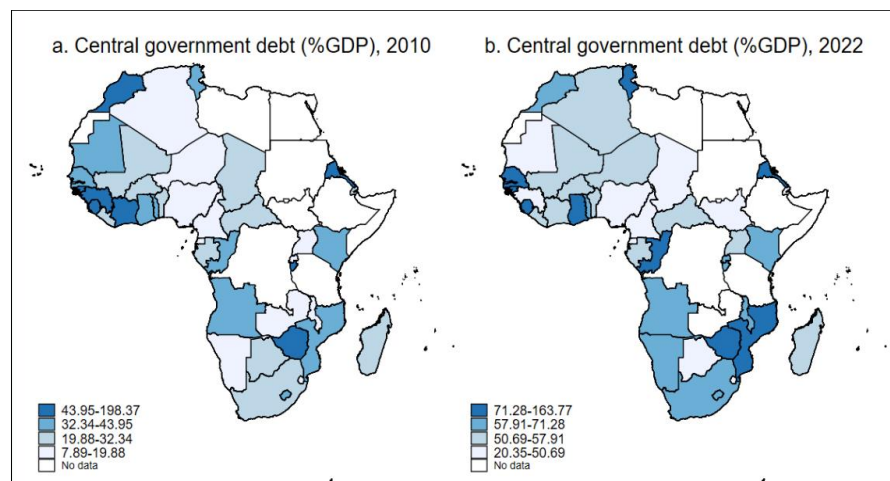 a. Central government debt (%GDP), 2010
43.95-198.37
32.34-43.95
19.88-32.34
7.89-19.88
No data
b. Central government debt (%GDP), 2022
71.28-163.77
57.91-71.28
50.69-57.91
20.35-50.69
No data